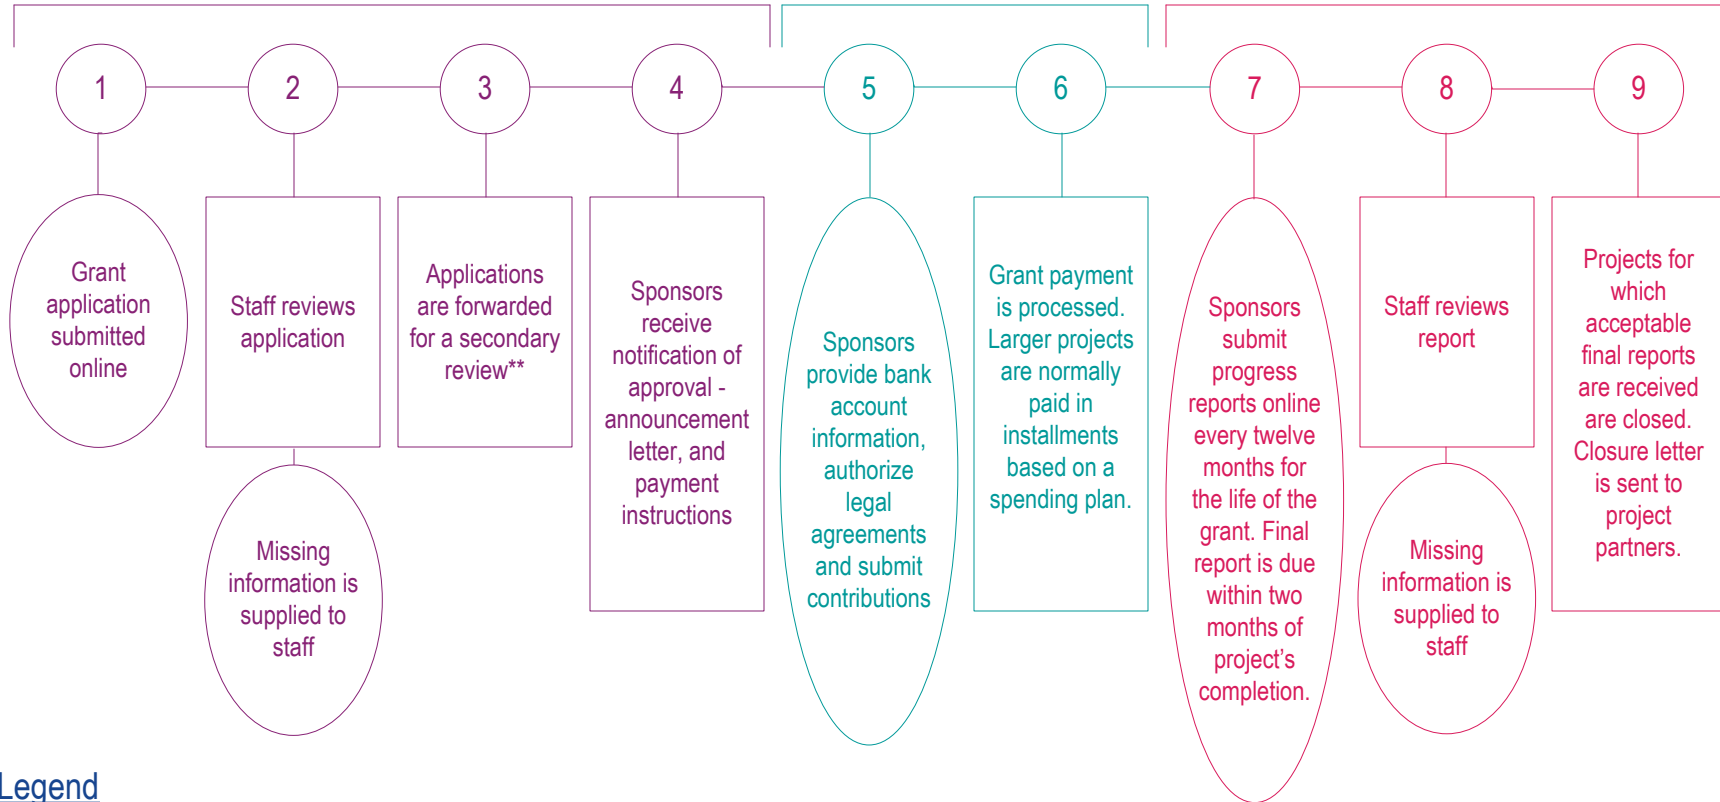 1
2
3
4
5
6
7
8
9
Grant
application
submitted
online
Staff reviews
application
Missing
information is
supplied to
staff
Applications
are forwarded
for a secondary
review**
Sponsors
receive
notification of
approval -
announcement
letter, and
payment
instructions
Sponsors
provide bank
account
information,
authorize
legal
agreements
and submit
contributions
Grant payment
is processed.
Larger projects
are normally
paid in
installments
based on a
spending plan.
Sponsors
submit
progress
reports online
every twelve
months for
the life of the
grant. Final
report is due
within two
months of
project’s
completion.
Staff reviews
report
Missing
information is
supplied to
staff
Projects for
which
acceptable
final reports
are received
are closed.
Closure letter
is sent to
project
partners.
Legend